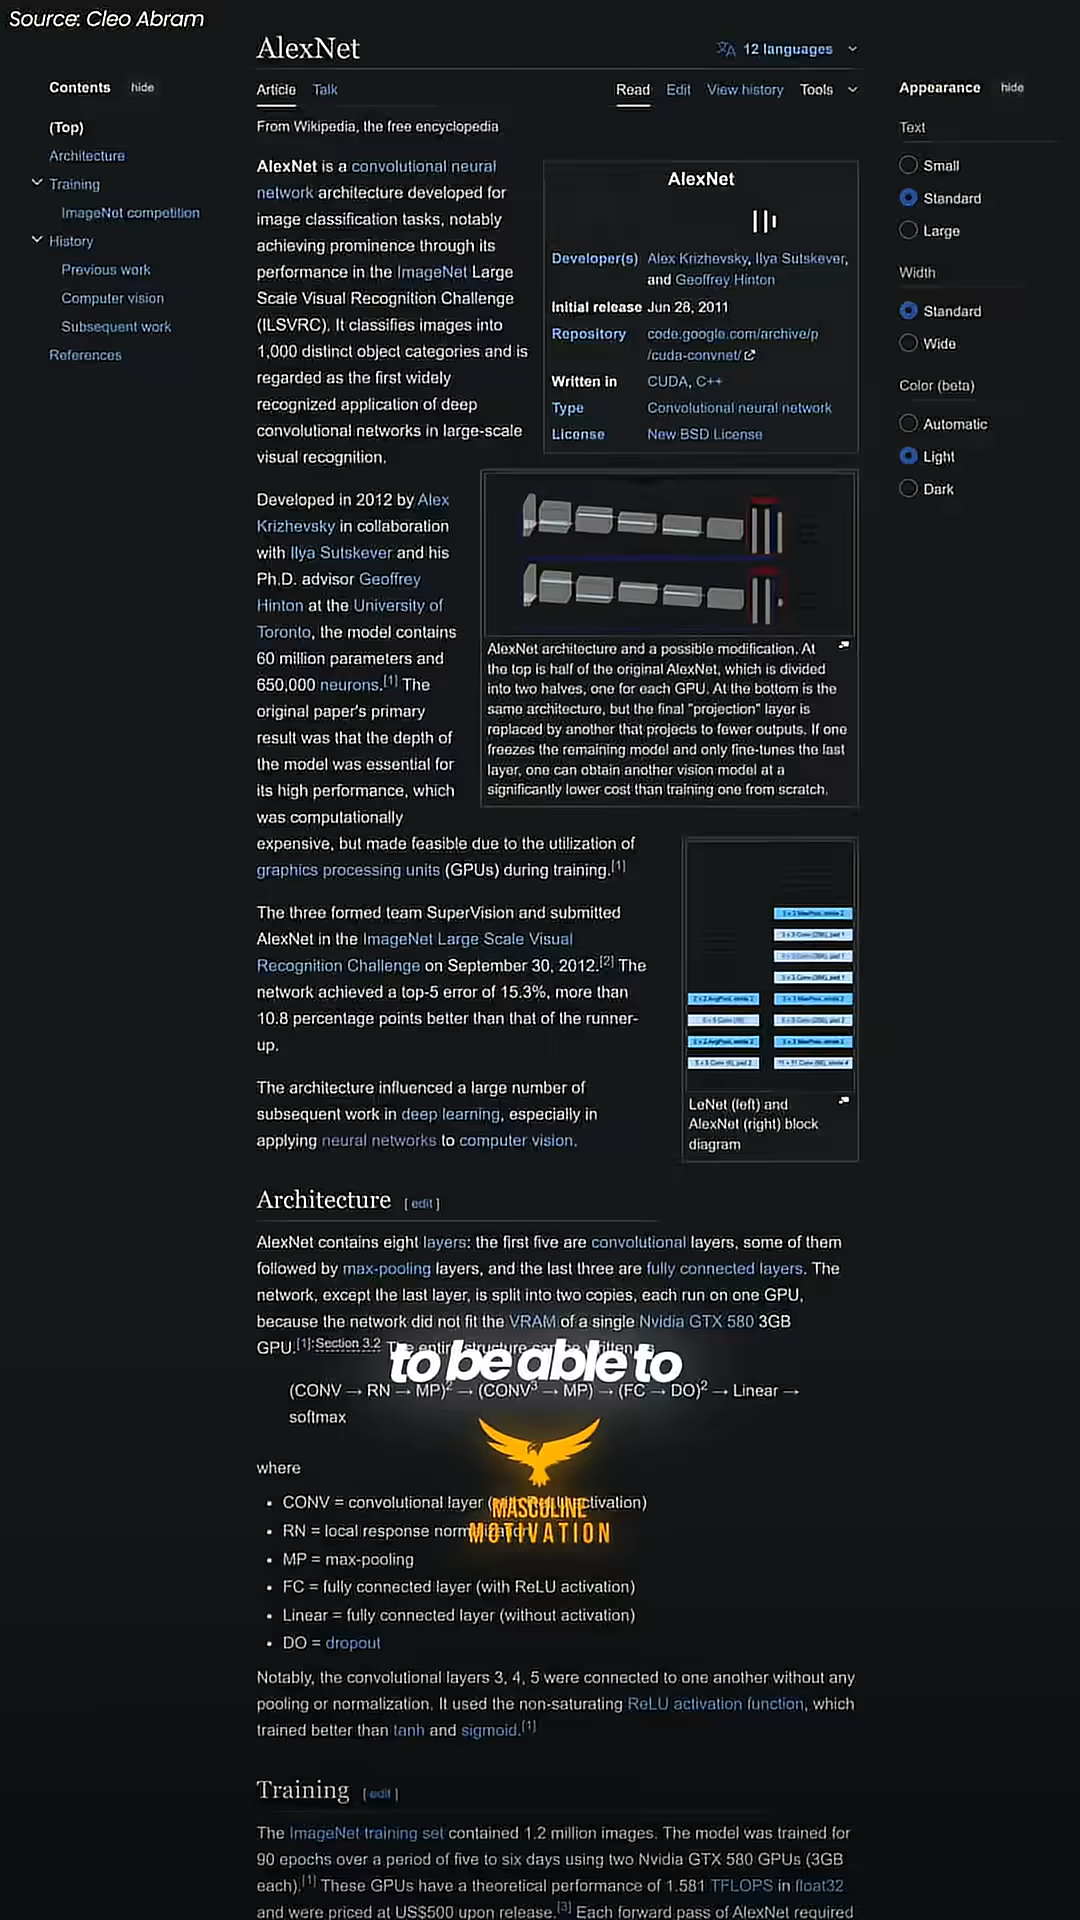 Source: Cleo Abram
AlexNet
12 languages
Contents hide
(Top)
Architecture
Training
ImageNet competition
History
Previous work
Computer vision
Subsequent work
References
Article Talk
Read Edit View history Tools
From Wikipedia, the free encyclopedia
AlexNet is a convolutional neural
network architecture developed for
image classification tasks, notably
achieving prominence through its
performance in the ImageNet Large
Scale Visual Recognition Challenge
(ILSVRC). It classifies images into
1,000 distinct object categories and is
regarded as the first widely
recognized application of deep
convolutional networks in large-scale
visual recognition.
AlexNet
Developer(s) Alex Krizhevsky, Ilya Sutskever,
and Geoffrey Hinton
Initial release Jun 28, 2011
Repository code.google.com/archive/p
/cuda-convnet/
Written in CUDA, C++
Type Convolutional neural network
License New BSD License
Appearance hide
Text
Small
Standard
Large
Width
Standard
Wide
Color (beta)
Automatic
Light
Dark
Developed in 2012 by Alex
Krizhevsky in collaboration
with Ilya Sutskever and his
Ph.D. advisor Geoffrey
Hinton at the University of
Toronto, the model contains
60 million parameters and
650,000 neurons.[1] The
original paper's primary
result was that the depth of
the model was essential for
its high performance, which
was computationally
expensive, but made feasible due to the utilization of
graphics processing units (GPUs) during training.[1]
AlexNet architecture and a possible modification. At
the top is half of the original AlexNet, which is divided
into two halves, one for each GPU. At the bottom is the
same architecture, but the final "projection" layer is
replaced by another that projects to fewer outputs. If one
freezes the remaining model and only fine-tunes the last
layer, one can obtain another vision model at a
significantly lower cost than training one from scratch.
The three formed team SuperVision and submitted
AlexNet in the ImageNet Large Scale Visual
Recognition Challenge on September 30, 2012.[2] The
network achieved a top-5 error of 15.3%, more than
10.8 percentage points better than that of the runner-
up.
LeNet (left) and
AlexNet (right) block
diagram
The architecture influenced a large number of
subsequent work in deep learning, especially in
applying neural networks to computer vision.
Architecture [ edit ]
AlexNet contains eight layers: the first five are convolutional layers, some of them
followed by max-pooling layers, and the last three are fully connected layers. The
network, except the last layer, is split into two copies, each run on one GPU,
because the network did not fit the VRAM of a single Nvidia GTX 580 3GB
GPU.[1]: Section 3.2 The entire structure can be written as
to be able to
(CONV → RN → MP)² → (CONV³ → MP) → (FC → DO)² → Linear →
softmax
where
CONV = convolutional layer (with ReLU activation)
MASCULINE
MOTIVATION
RN = local response normalization
MP = max-pooling
FC = fully connected layer (with ReLU activation)
Linear = fully connected layer (without activation)
DO = dropout
Notably, the convolutional layers 3, 4, 5 were connected to one another without any
pooling or normalization. It used the non-saturating ReLU activation function, which
trained better than tanh and sigmoid.[1]
Training [ edit ]
The ImageNet training set contained 1.2 million images. The model was trained for
90 epochs over a period of five to six days using two Nvidia GTX 580 GPUs (3GB
each).[1] These GPUs have a theoretical performance of 1.581 TFLOPS in float32
and were priced at US$500 upon release.[3] Each forward pass of AlexNet required